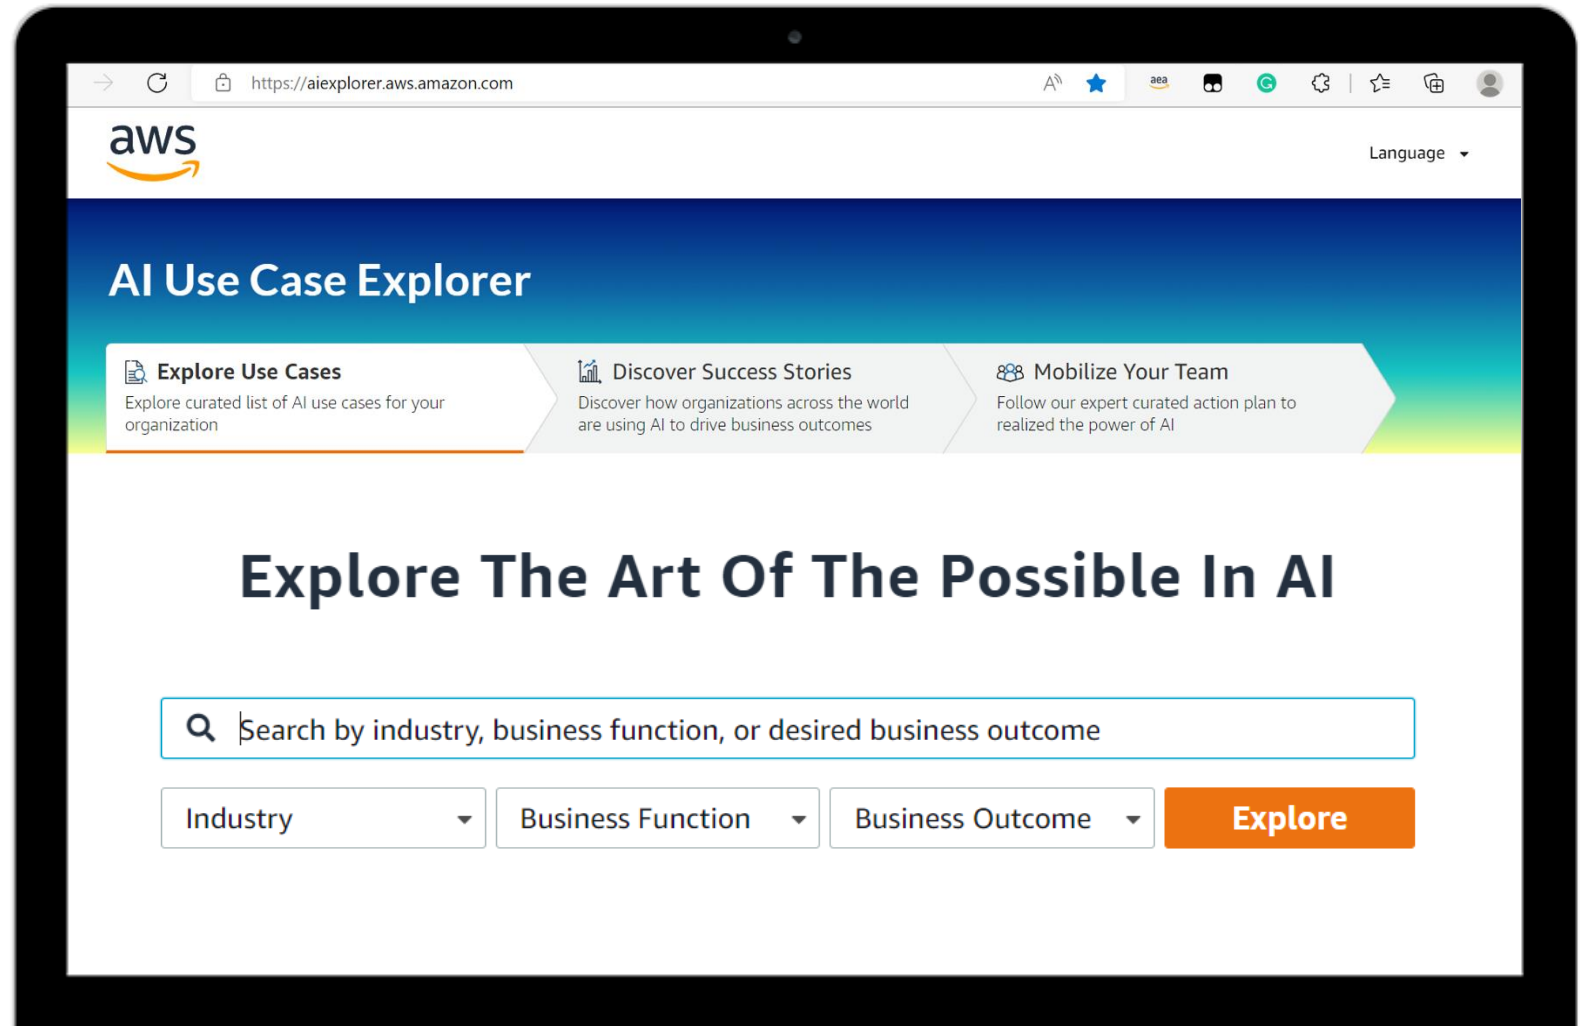 https://aiexplorer.aws.amazon.com
aea
aws
Language
AI Use Case Explorer
Explore Use Cases
Explore curated list of AI use cases for your
organization
Discover Success Stories
Discover how organizations across the world
are using AI to drive business outcomes
Mobilize Your Team
Follow our expert curated action plan to
realized the power of AI
Explore The Art Of The Possible In AI
Search by industry, business function, or desired business outcome
Industry
Business Function
Business Outcome
Explore